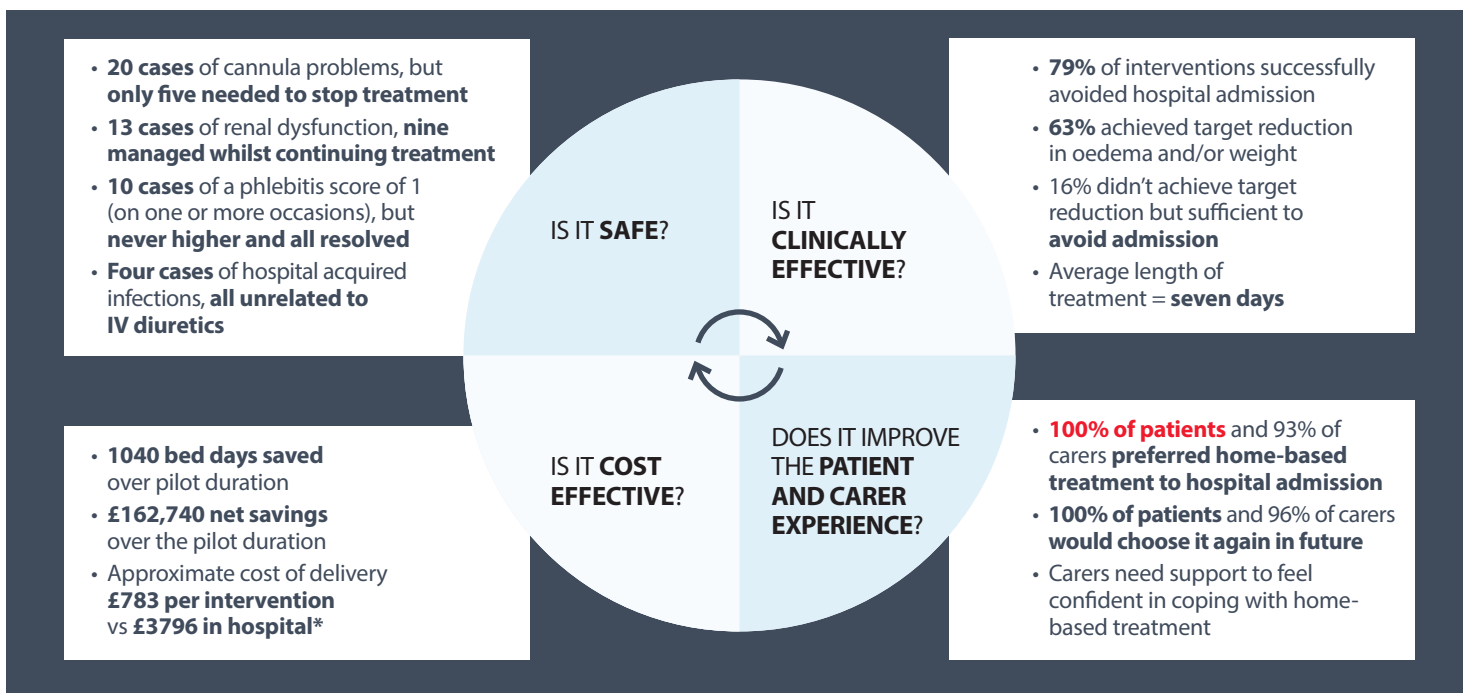 • 20 cases of cannula problems, but
only five needed to stop treatment
• 13 cases of renal dysfunction, nine
managed whilst continuing treatment
• 10 cases of a phlebitis score of 1
(on one or more occasions), but
never higher and all resolved
• Four cases of hospital acquired
infections, all unrelated to
IV diuretics
IS IT SAFE?
IS IT
CLINICALLY
EFFECTIVE?
• 79% of interventions successfully
avoided hospital admission
• 63% achieved target reduction
in oedema and/or weight
• 16% didn't achieve target
reduction but sufficient to
avoid admission
• Average length of
treatment = seven days
• 1040 bed days saved
over pilot duration
• £162,740 net savings
over the pilot duration
• Approximate cost of delivery
£783 per intervention
vs £3796 in hospital*
IS IT COST
EFFECTIVE?
DOES IT IMPROVE
THE PATIENT
AND CARER
EXPERIENCE?
• 100% of patients and 93% of
carers preferred home-based
treatment to hospital admission
• 100% of patients and 96% of carers
would choose it again in future
• Carers need support to feel
confident in coping with home-
based treatment